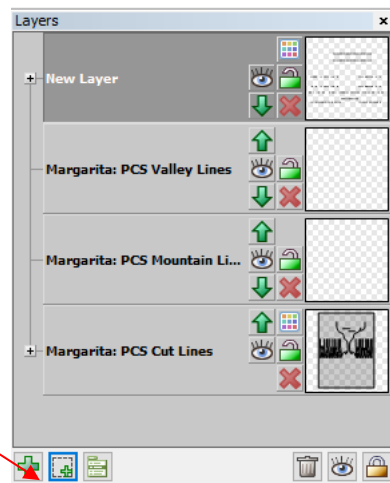 Layers
New Layer
Margarita: PCS Valley Lines
Margarita: PCS Mountain Li...
Margarita: PCS Cut Lines